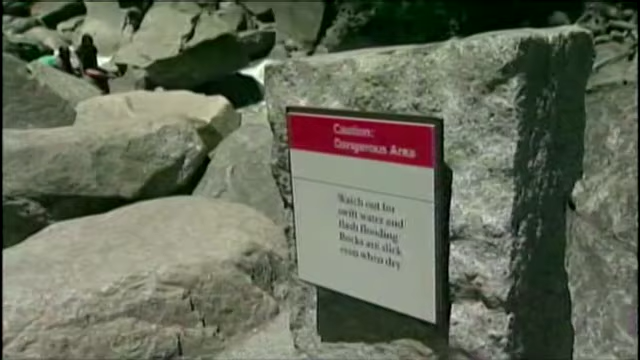 Caution:
Dangerous Area
Watch out for
swift water and
flash flooding
Rocks are slick
even when dry